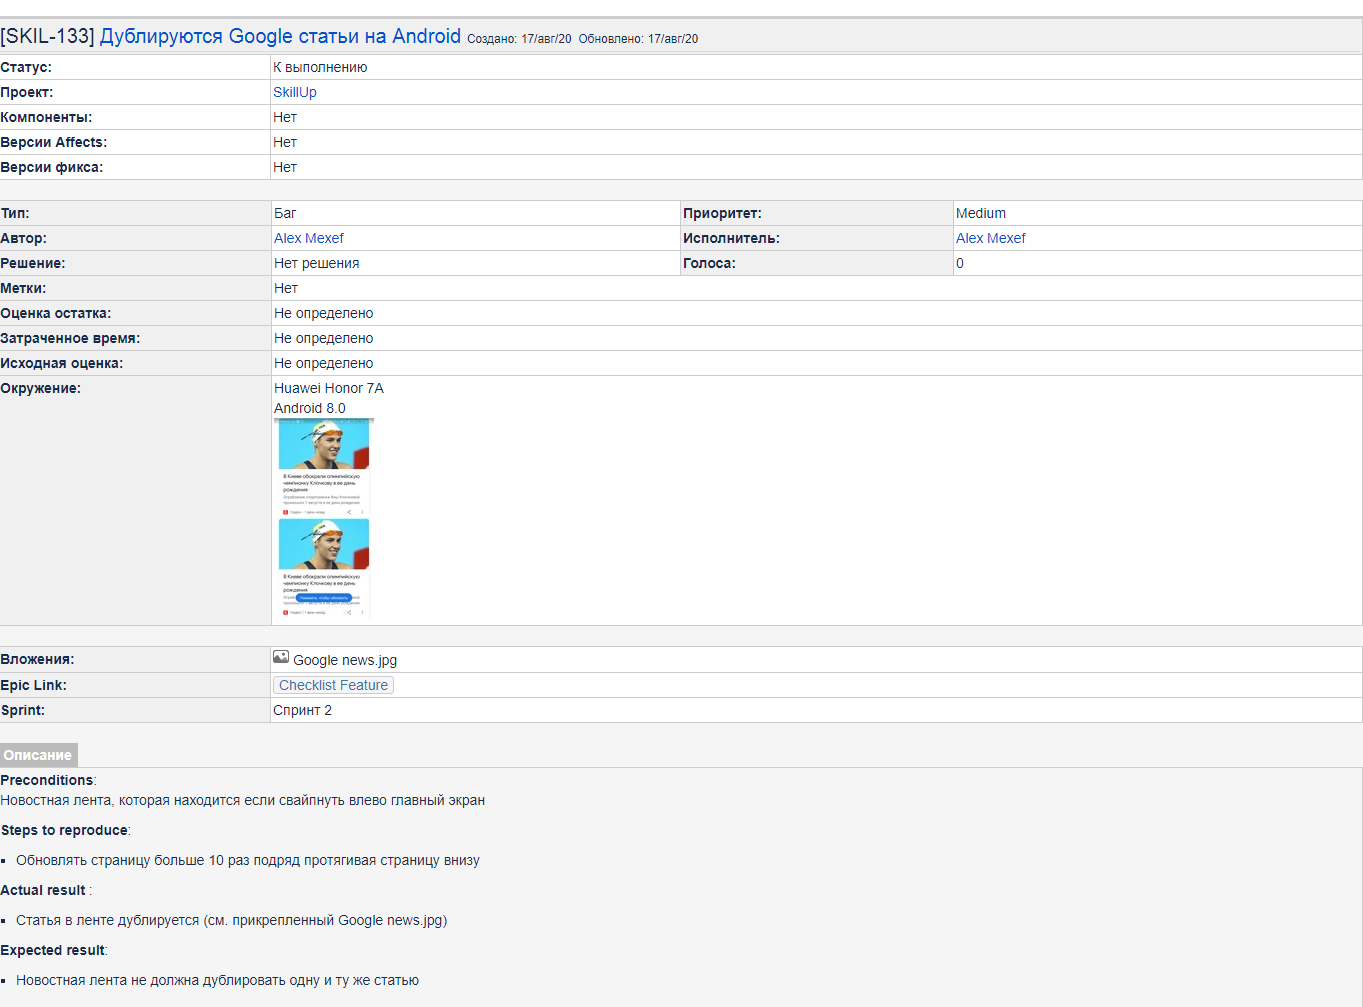 [SKIL-133] Дублируются Google статьи на Android Создано: 17/авг/20 Обновлено: 17/авг/20
Статус: К выполнению
Проект: SkillUp
Компоненты: Нет
Версии Affects: Нет
Версии фикса: Нет
Тип: Баг Приоритет: Medium
Автор: Alex Mexef Исполнитель: Alex Mexef
Решение: Нет решения Голоса: 0
Метки: Нет
Оценка остатка: Не определено
Затраченное время: Не определено
Исходная оценка: Не определено
Окружение: Huawei Honor 7A
Android 8.0
В Киеве обокрали олимпийскую
чемпионку Клочкову в ее день
рождения
В Киеве обокрали олимпийскую
чемпионку Клочкову в ее день
рождения
Нажмите, чтобы обновить
Вложения: Google news.jpg
Epic Link: Checklist Feature
Sprint: Спринт 2
Описание
Preconditions:
Новостная лента, которая находится если свайпнуть влево главный экран
Steps to reproduce:
Обновлять страницу больше 10 раз подряд протягивая страницу внизу
Actual result :
Статья в ленте дублируется (см. прикрепленный Google news.jpg)
Expected result:
Новостная лента не должна дублировать одну и ту же статью